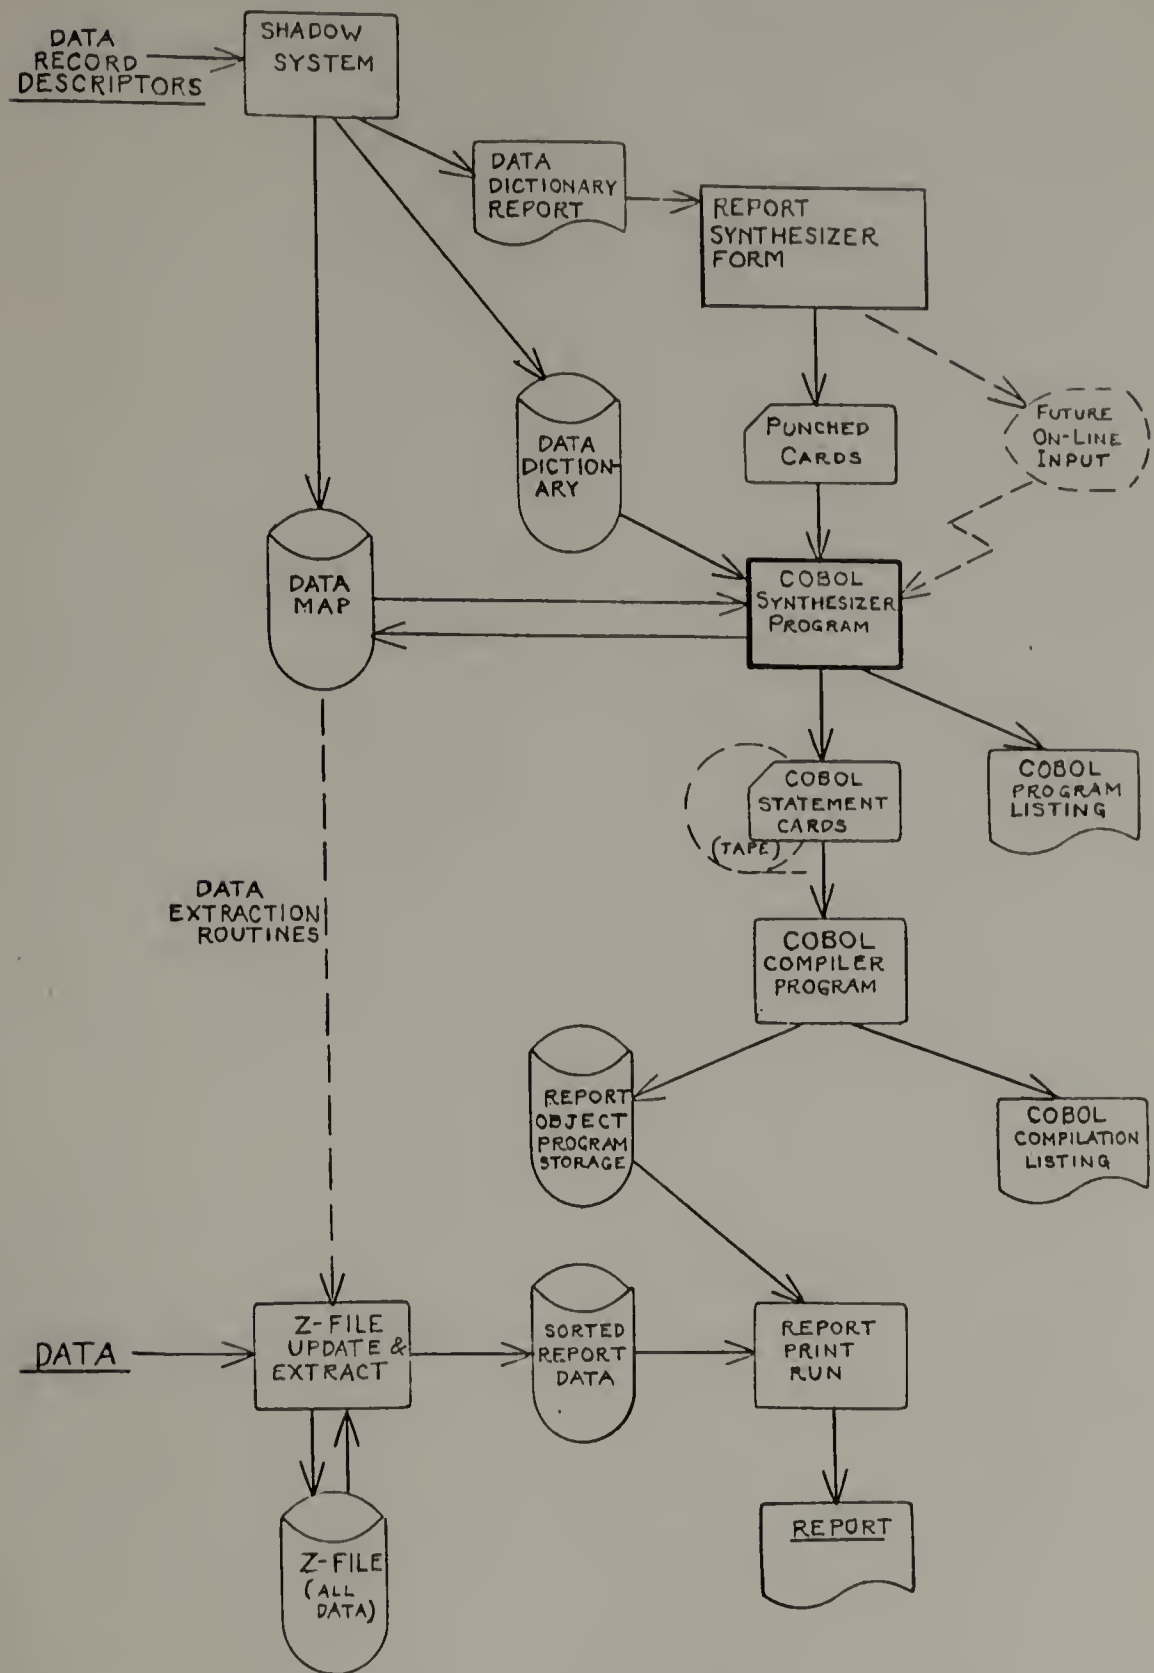 DATA
RECORD
DESCRIPTORS
SHADOW
SYSTEM
DATA
DICTIONARY
REPORT
REPORT
SYNTHESIZER
FORM
DATA
DICTION-
ARY
PUNCHED
CARDS
FUTURE
ON-LINE
INPUT
DATA
MAP
COBOL
SYNTHESIZER
PROGRAM
COBOL
STATEMENT
CARDS
(TAPE)
COBOL
PROGRAM
LISTING
DATA
EXTRACTION
ROUTINES
COBOL
COMPILER
PROGRAM
REPORT
OBJECT
PROGRAM
STORAGE
COBOL
COMPILATION
LISTING
DATA
Z-FILE
UPDATE &
EXTRACT
SORTED
REPORT
DATA
REPORT
PRINT
RUN
Z-FILE
(ALL
DATA)
REPORT